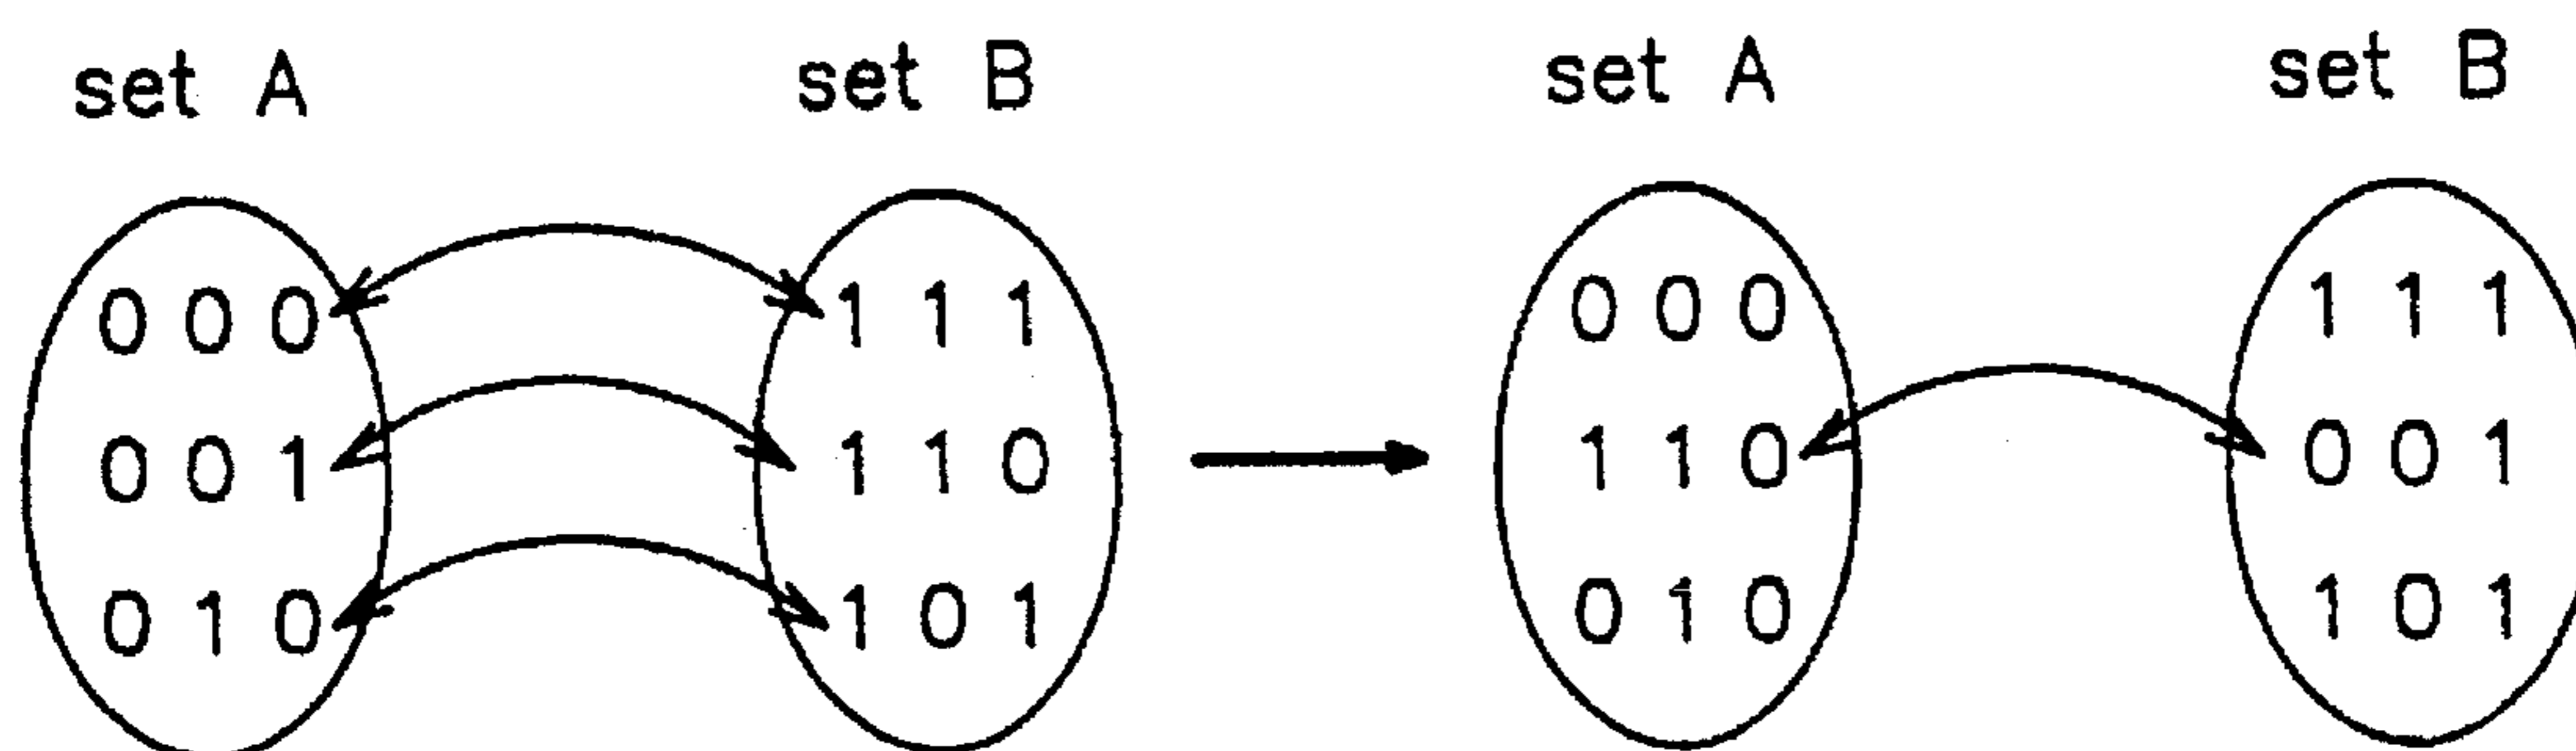 set A set B set A set B
0 0 0 1 1 1 0 0 0 1 1 1
0 0 1 1 1 0 1 1 0 0 0 1
0 1 0 1 0 1 0 1 0 1 0 1